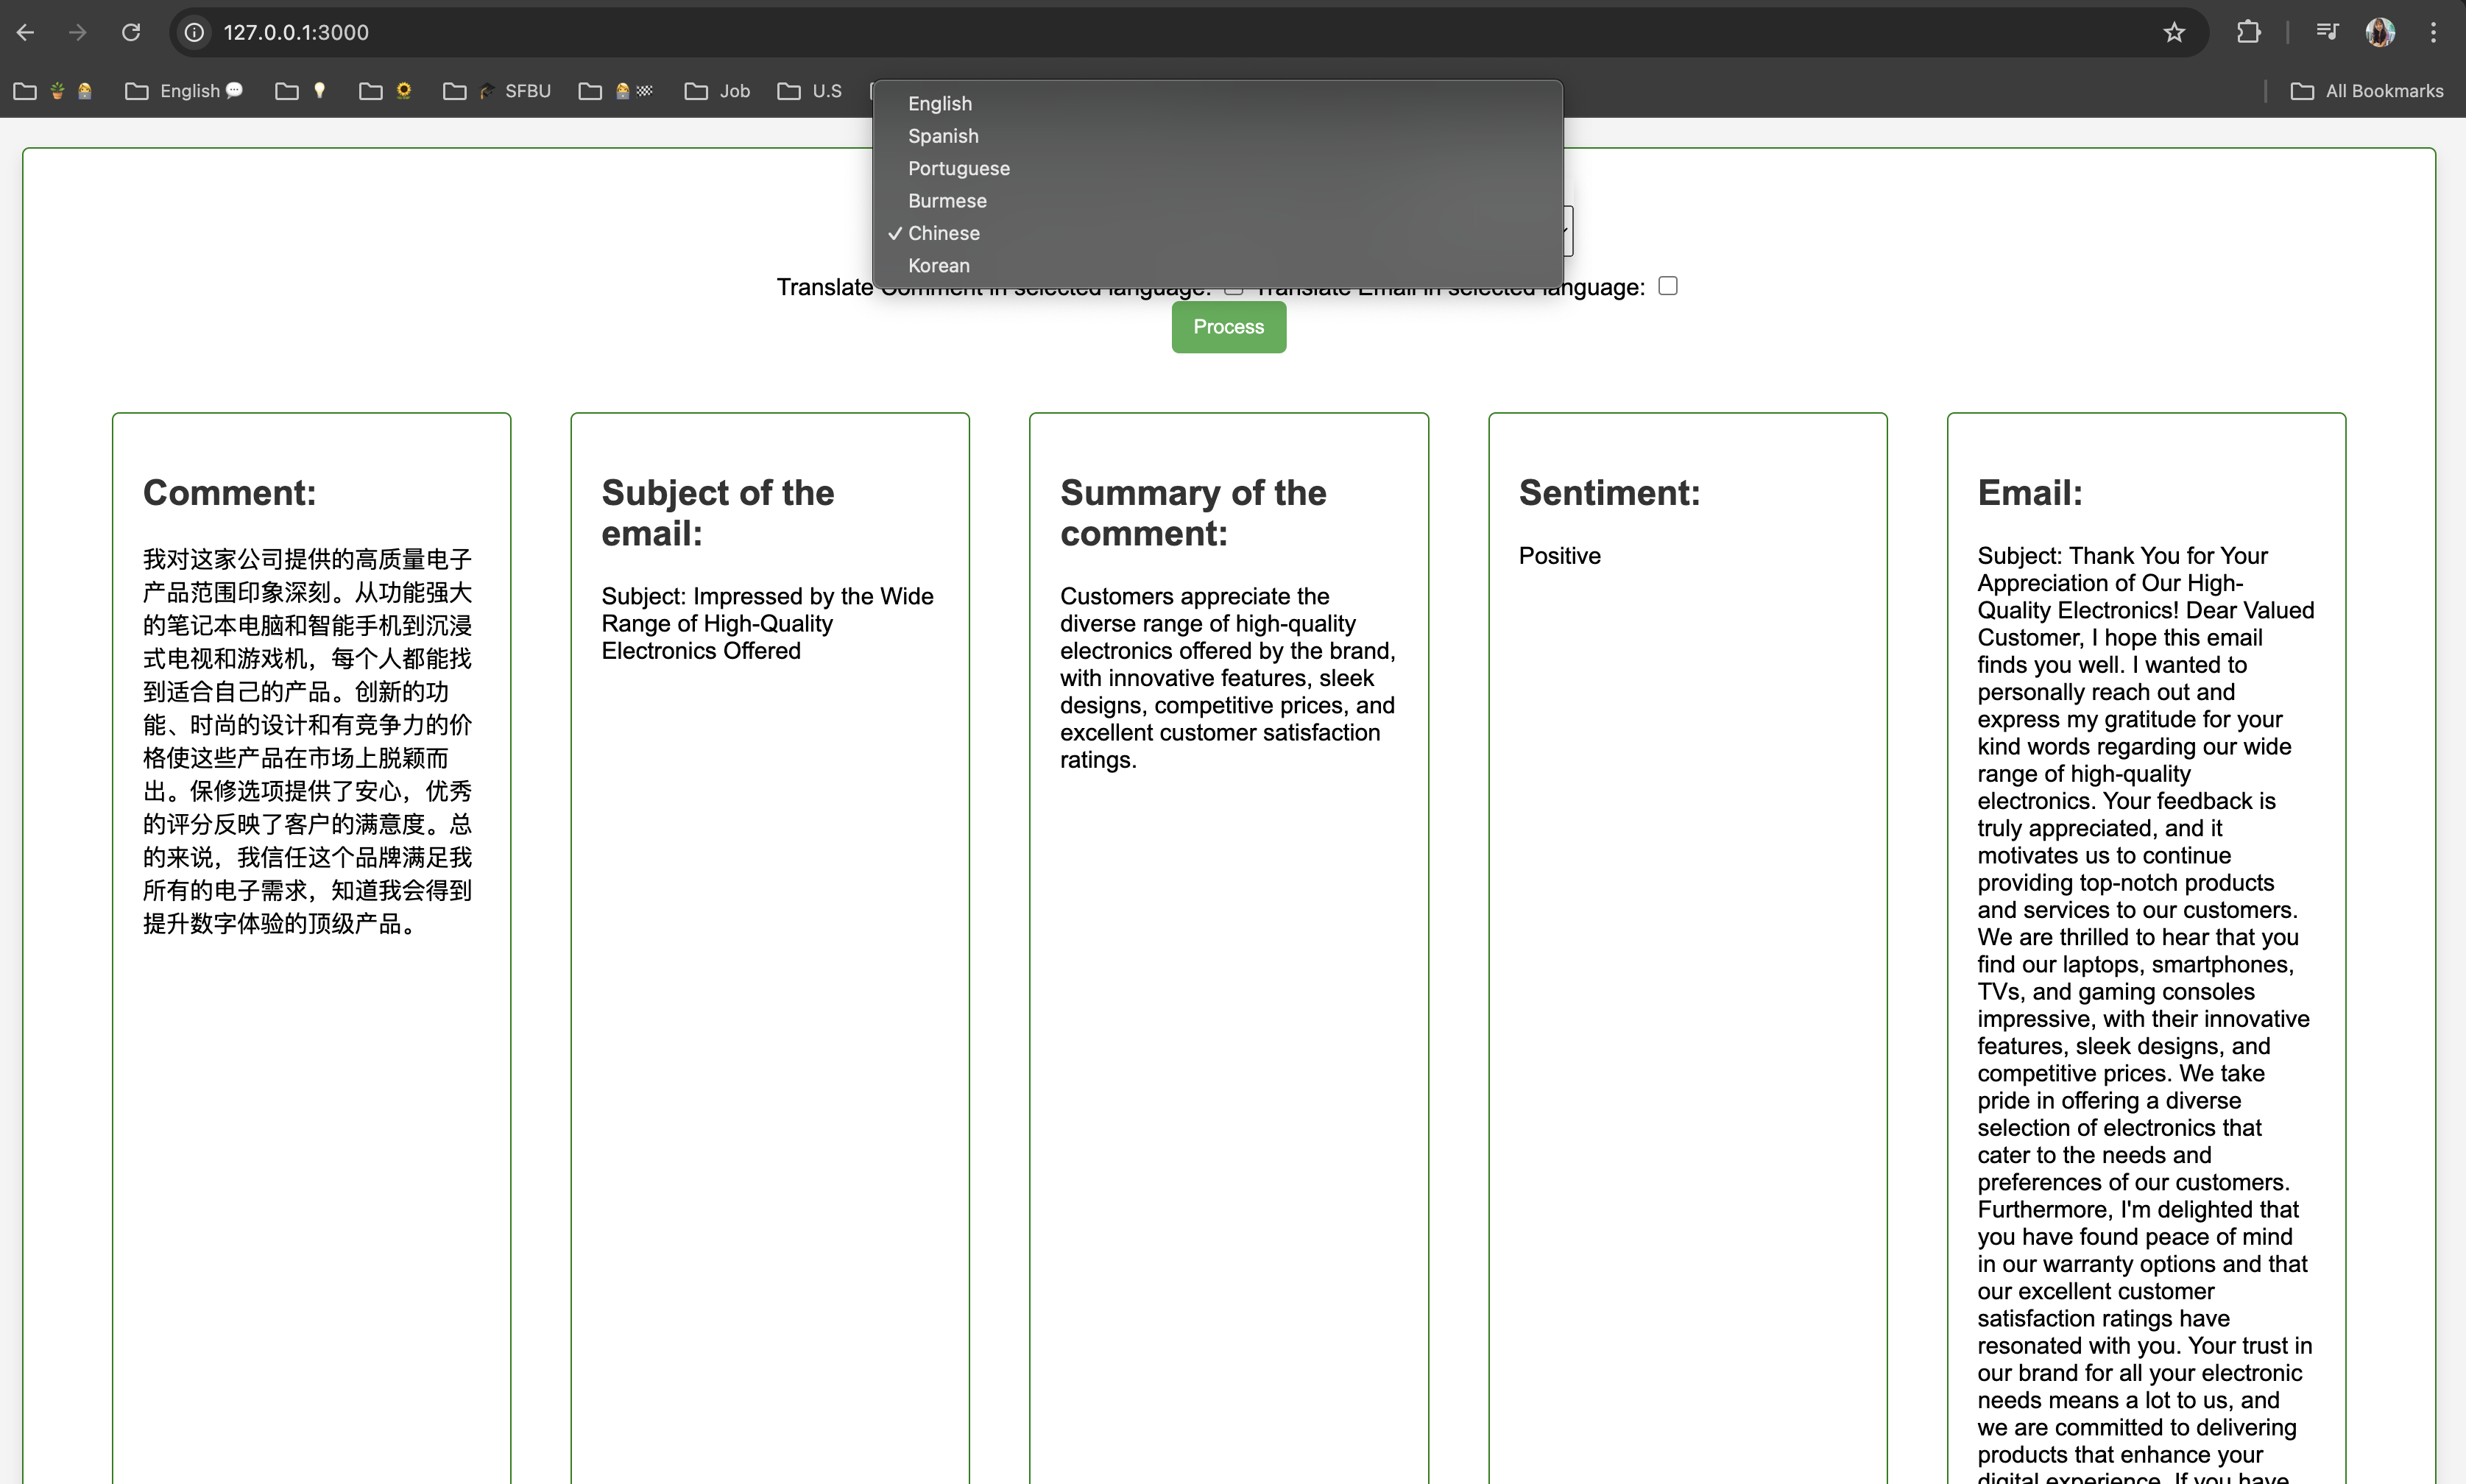 127.0.0.1:3000
English
SFBU
Job
U.S
All Bookmarks
English
Spanish
Portuguese
Burmese
✓ Chinese
Korean
Translate Comment in selected language: Translate Email in selected language:
Process
Comment:
我对这家公司提供的高质量电子
产品范围印象深刻。从功能强大
的笔记本电脑和智能手机到沉浸
式电视和游戏机，每个人都能找
到适合自己的产品。创新的功
能、时尚的设计和有竞争力的价
格使这些产品在市场上脱颖而
出。保修选项提供了安心，优秀
的评分反映了客户的满意度。总
的来说，我信任这个品牌满足我
所有的电子需求，知道我会得到
提升数字体验的顶级产品。
Subject of the
email:
Subject: Impressed by the Wide
Range of High-Quality
Electronics Offered
Summary of the
comment:
Customers appreciate the
diverse range of high-quality
electronics offered by the brand,
with innovative features, sleek
designs, competitive prices, and
excellent customer satisfaction
ratings.
Sentiment:
Positive
Email:
Subject: Thank You for Your
Appreciation of Our High-
Quality Electronics! Dear Valued
Customer, I hope this email
finds you well. I wanted to
personally reach out and
express my gratitude for your
kind words regarding our wide
range of high-quality
electronics. Your feedback is
truly appreciated, and it
motivates us to continue
providing top-notch products
and services to our customers.
We are thrilled to hear that you
find our laptops, smartphones,
TVs, and gaming consoles
impressive, with their innovative
features, sleek designs, and
competitive prices. We take
pride in offering a diverse
selection of electronics that
cater to the needs and
preferences of our customers.
Furthermore, I'm delighted that
you have found peace of mind
in our warranty options and that
our excellent customer
satisfaction ratings have
resonated with you. Your trust in
our brand for all your electronic
needs means a lot to us, and
we are committed to delivering
products that enhance your
digital experience. If you have